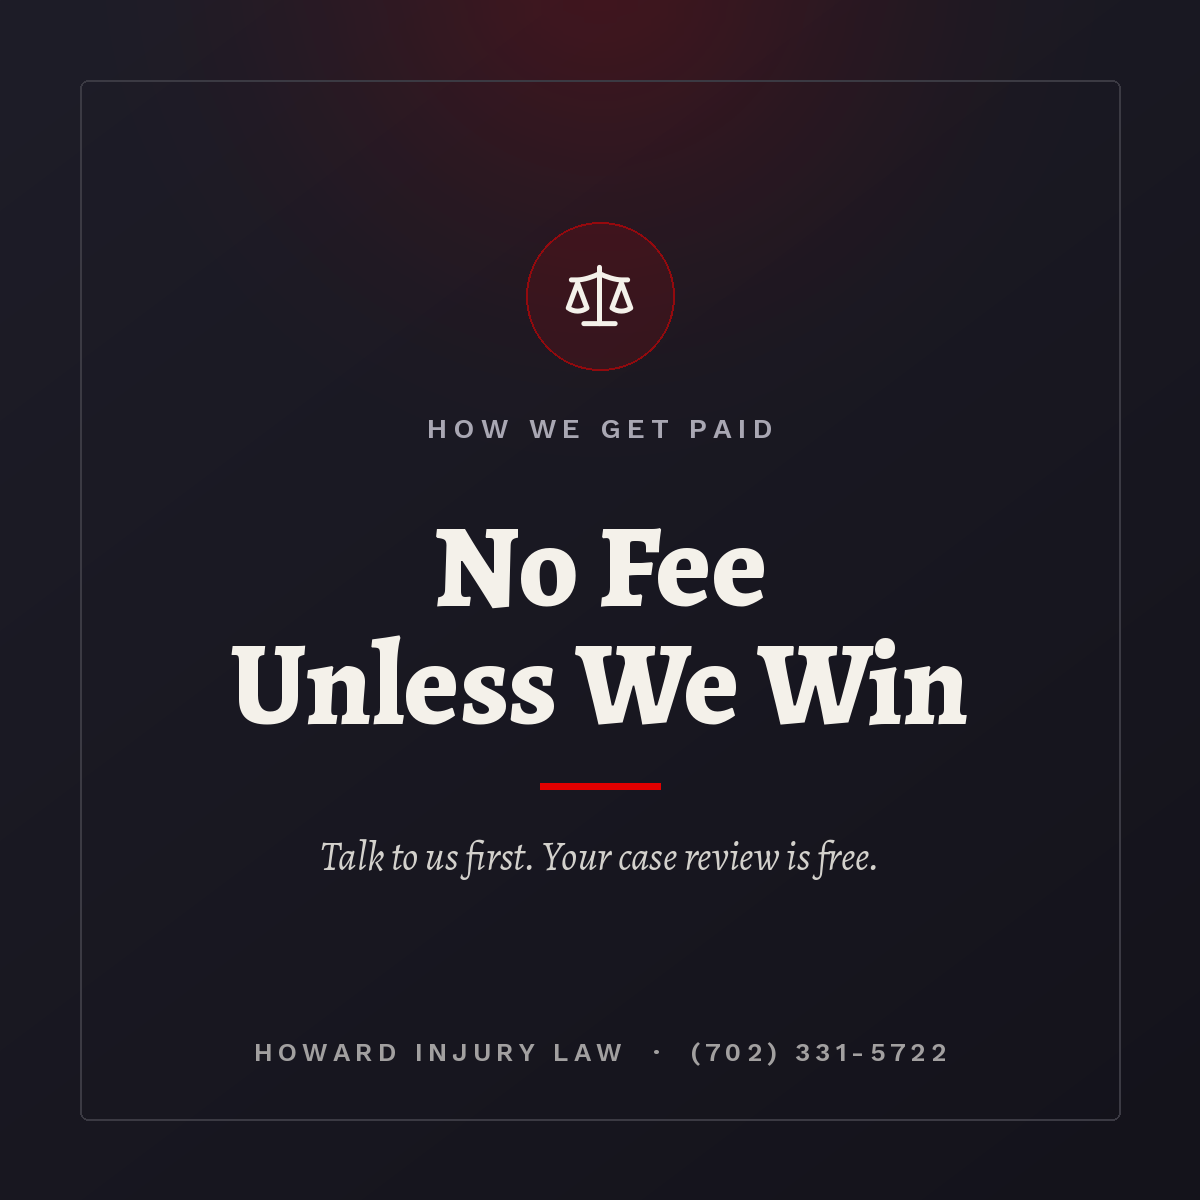 HOW WE GET PAID
No Fee
Unless We Win
Talk to us first. Your case review is free.
HOWARD INJURY LAW · (702) 331-5722